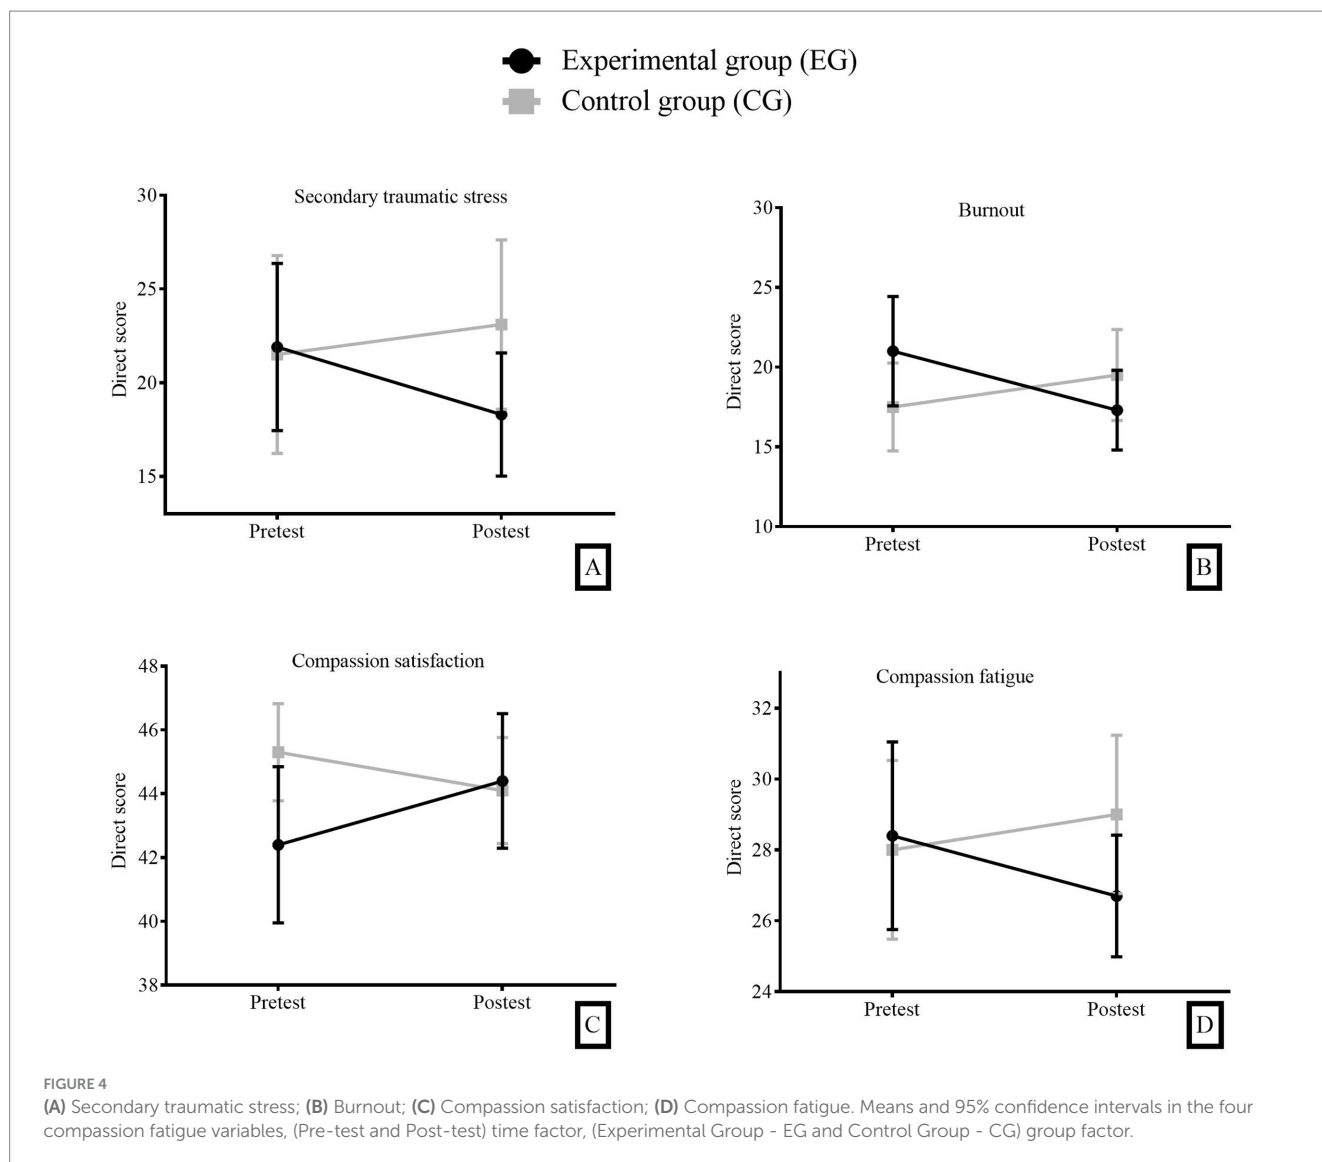 Experimental group (EG)
Control group (CG)
Secondary traumatic stress
30
25
20
15
Direct score
Pretest
Postest
A
Burnout
30
25
20
15
10
Direct score
Pretest
Postest
B
Compassion satisfaction
48
46
44
42
40
38
Direct score
Pretest
Postest
C
Compassion fatigue
32
30
28
26
24
Direct score
Pretest
Postest
D
FIGURE 4
(A) Secondary traumatic stress; (B) Burnout; (C) Compassion satisfaction; (D) Compassion fatigue. Means and 95% confidence intervals in the four
compassion fatigue variables, (Pre-test and Post-test) time factor, (Experimental Group - EG and Control Group - CG) group factor.